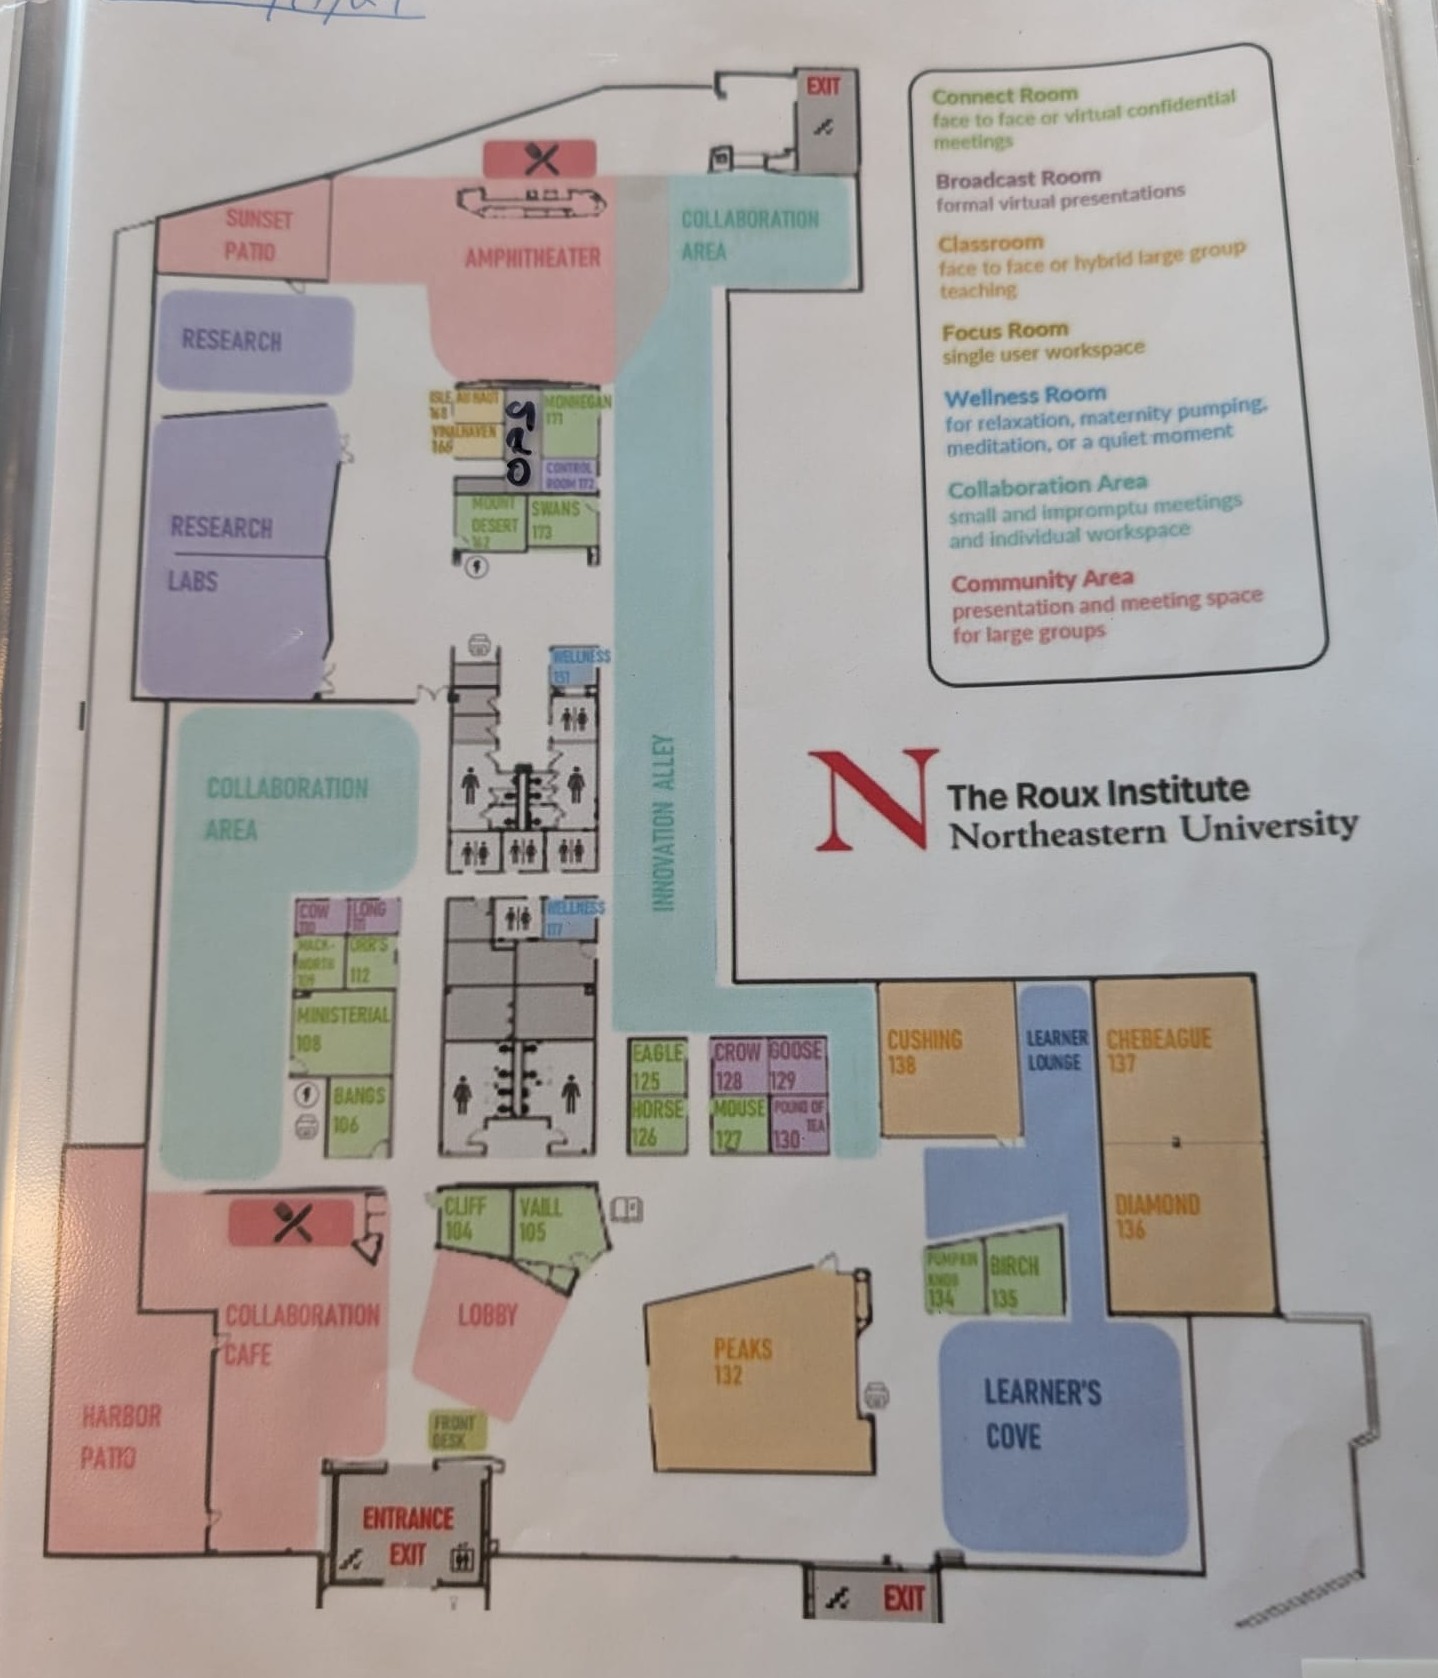 EXIT
Connect Room
face to face or virtual confidential
meetings
Broadcast Room
formal virtual presentations
Classroom
face to face or hybrid large group
teaching
Focus Room
single user workspace
Wellness Room
for relaxation, maternity pumping,
meditation, or a quiet moment
Collaboration Area
small and impromptu meetings
and individual workspace
Community Area
presentation and meeting space
for large groups
SUNSET
PATIO
AMPHITHEATER
COLLABORATION
AREA
RESEARCH
ISLE AU HAUT
168
VINALHAVEN
166
MONHEGAN
171
CONTROL
ROOM 172
MOUNT
DESERT
167
SWANS
173
RESEARCH
LABS
WELLNESS
151
INNOVATION ALLEY
N
The Roux Institute
Northeastern University
COLLABORATION
AREA
COW
110
LONG
111
MACK-
WORTH
109
ORR'S
112
MINISTERIAL
108
BANGS
106
WELLNESS
117
EAGLE
125
HORSE
126
CROW
128
GOOSE
129
MOUSE
127
POUND OF
TEA
130
CUSHING
138
LEARNER
LOUNGE
CHEBEAGUE
137
DIAMOND
136
CLIFF
104
VAILL
105
PUMPKIN
KNOB
134
BIRCH
135
COLLABORATION
CAFE
LOBBY
PEAKS
132
LEARNER'S
COVE
HARBOR
PATIO
FRONT
DESK
ENTRANCE
EXIT
EXIT